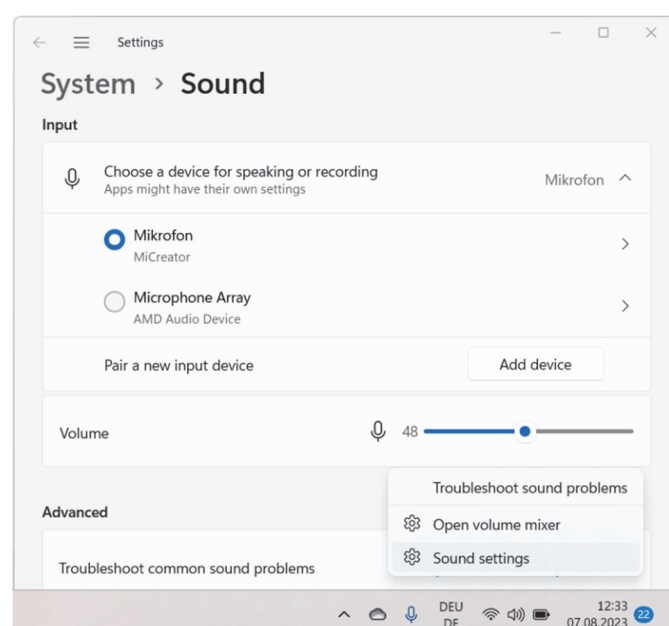 Settings
System > Sound
Input
Choose a device for speaking or recording
Apps might have their own settings
Mikrofon
Mikrofon
MiCreator
Microphone Array
AMD Audio Device
Pair a new input device
Add device
Volume
48
Troubleshoot sound problems
Advanced
Open volume mixer
Sound settings
Troubleshoot common sound problems
DEU
DE
12:33
07.08.2023
22